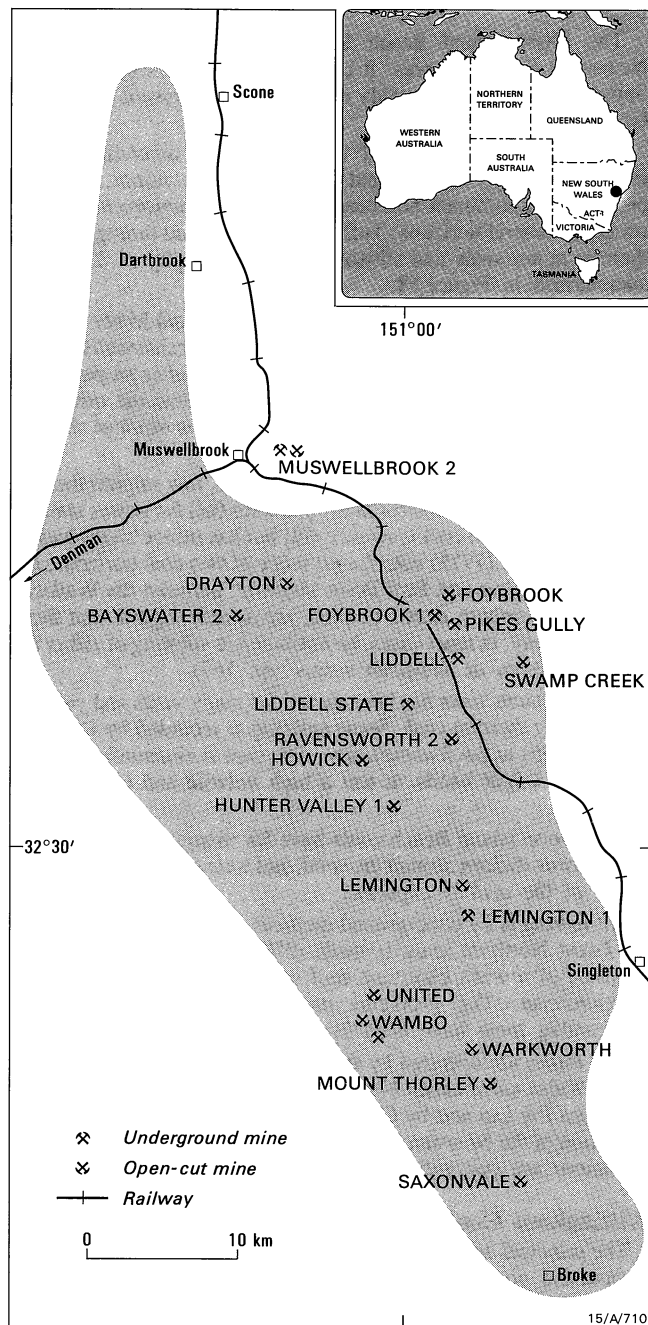 Scone
NORTHERN
TERRITORY
QUEENSLAND
WESTERN
AUSTRALIA
SOUTH
AUSTRALIA
NEW SOUTH
WALES
ACT
VICTORIA
TASMANIA
Dartbrook
151°00′
Muswellbrook
MUSWELLBROOK 2
Denman
DRAYTON
FOYBROOK
BAYSWATER 2
FOYBROOK 1
PIKES GULLY
LIDDELL
SWAMP CREEK
LIDDELL STATE
RAVENSWORTH 2
HOWICK
HUNTER VALLEY 1
32°30′
LEMINGTON
LEMINGTON 1
Singleton
UNITED
WAMBO
WARKWORTH
MOUNT THORLEY
Underground mine
Open-cut mine
Railway
SAXONVALE
0 10 km
Broke
15/A/710